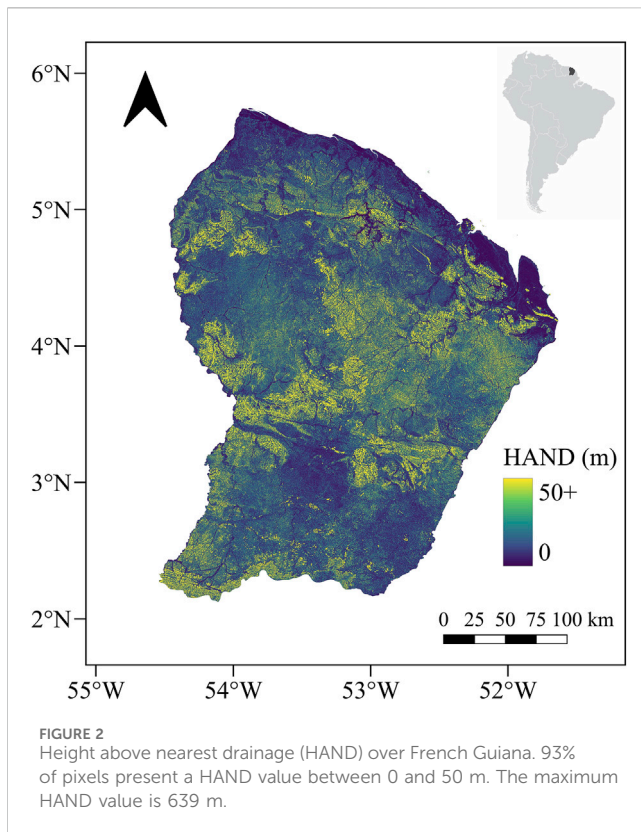 6°N
5°N
4°N
3°N
2°N
HAND (m)
50+
0
0 25 50 75 100 km
55°W 54°W 53°W 52°W
FIGURE 2
Height above nearest drainage (HAND) over French Guiana. 93%
of pixels present a HAND value between 0 and 50 m. The maximum
HAND value is 639 m.